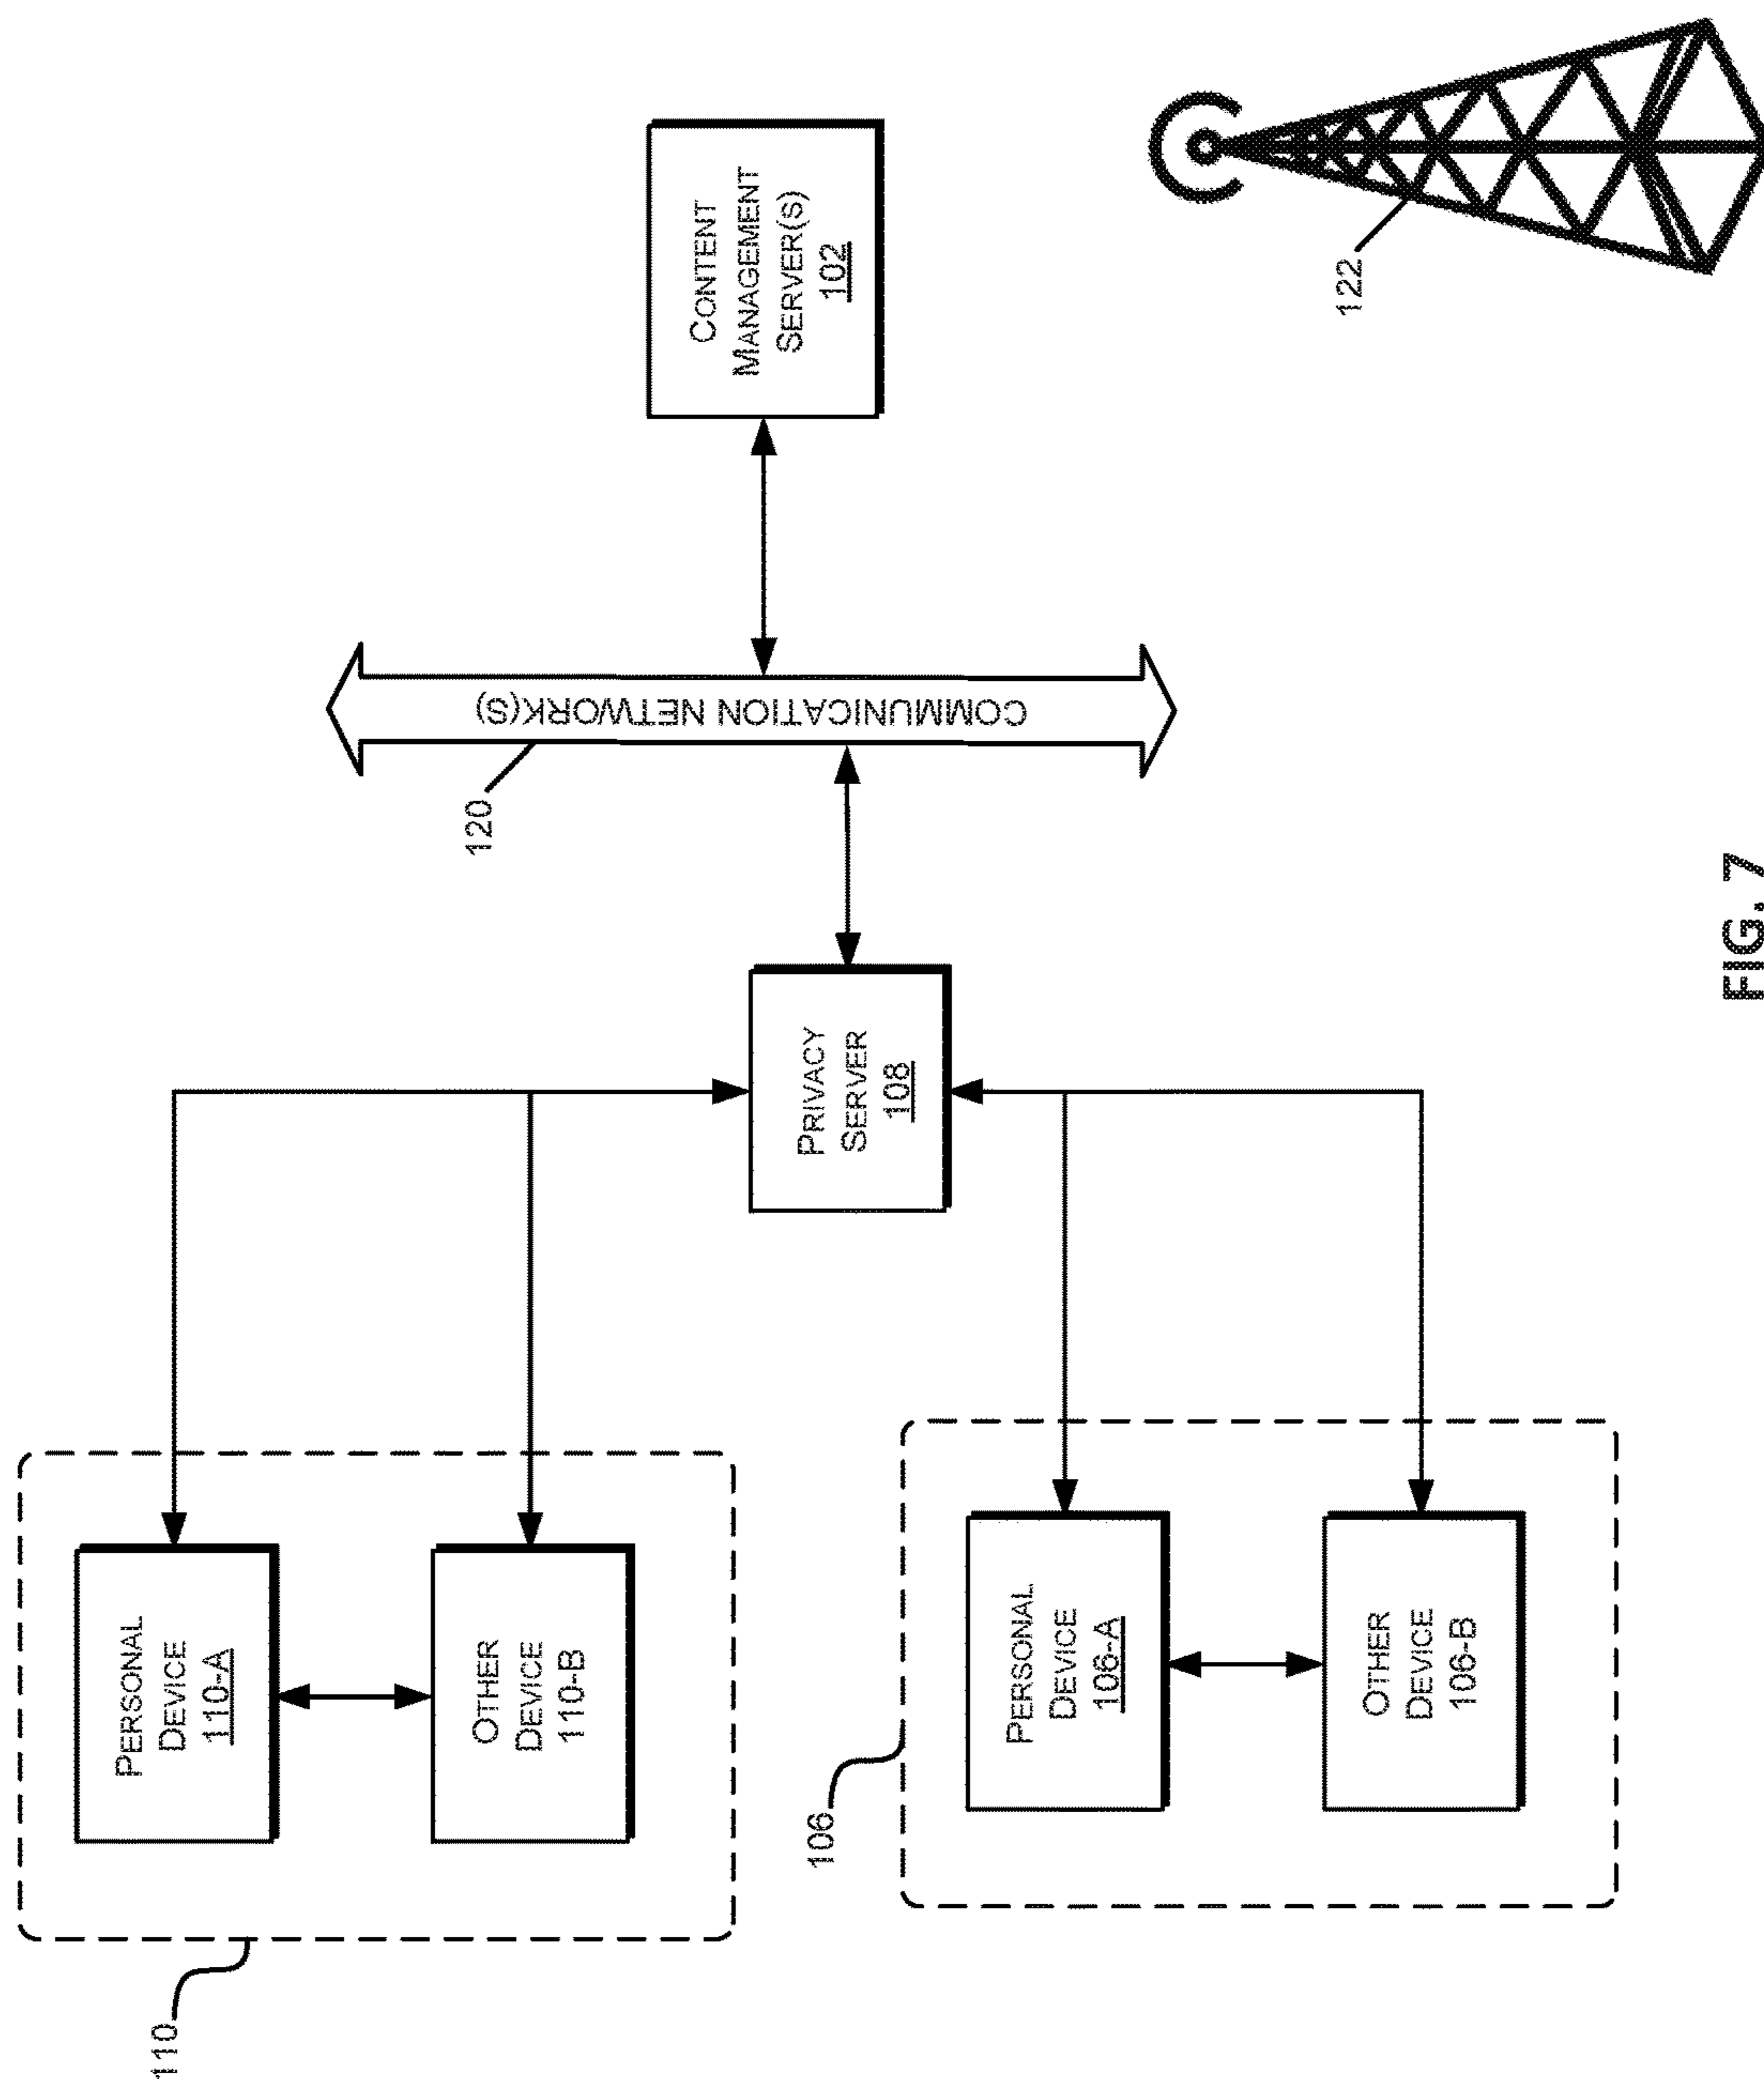 110
PERSONAL
DEVICE
110-A
OTHER
DEVICE
110-B
106
PERSONAL
DEVICE
106-A
OTHER
DEVICE
106-B
PRIVACY
SERVER
108
120
COMMUNICATION NETWORK(S)
CONTENT
MANAGEMENT
SERVER(S)
102
122
FIG. 7